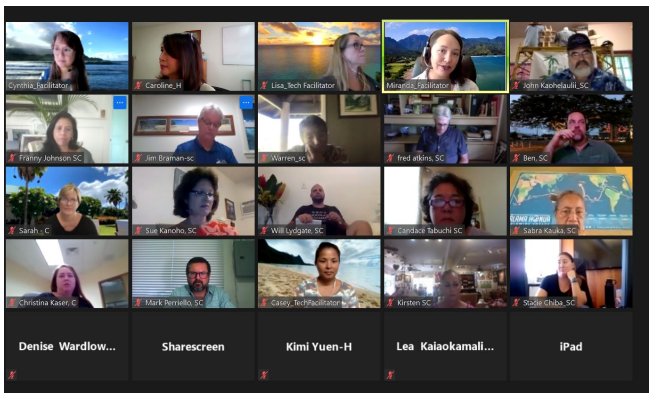 Cynthia_Facilitator
Caroline_H
Lisa_Tech Facilitator
Miranda_Facilitator
John Kaohelaulii_SC
Franny Johnson SC
Jim Braman-sc
Warren_sc
fred atkins, SC
Ben, SC
Sarah - C
Sue Kanoho, SC
Will Lydgate, SC
Candace Tabuchi SC
Sabra Kauka, SC
Christina Kaser, C
Mark Perriello, SC
Casey_TechFacilitator
Kirsten SC
Stacie Chiba_SC
Denise Wardlow...
Sharescreen
Kimi Yuen-H
Lea Kaiaokamali...
iPad